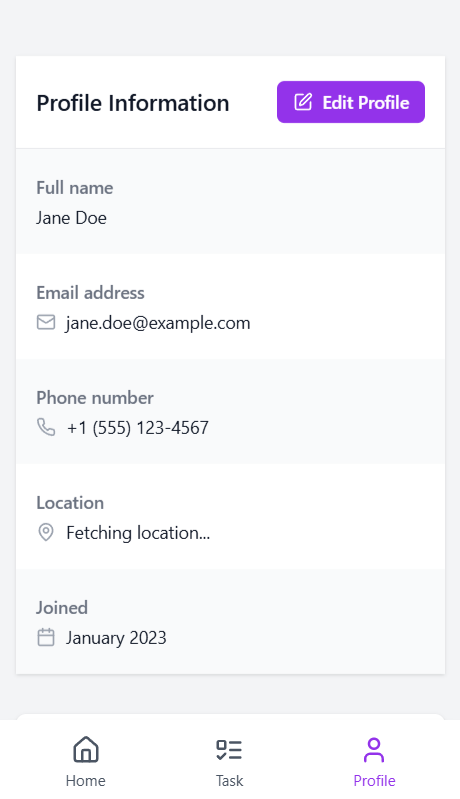 Profile Information
Edit Profile
Full name
Jane Doe
Email address
jane.doe@example.com
Phone number
+1 (555) 123-4567
Location
Fetching location...
Joined
January 2023
Home
Task
Profile